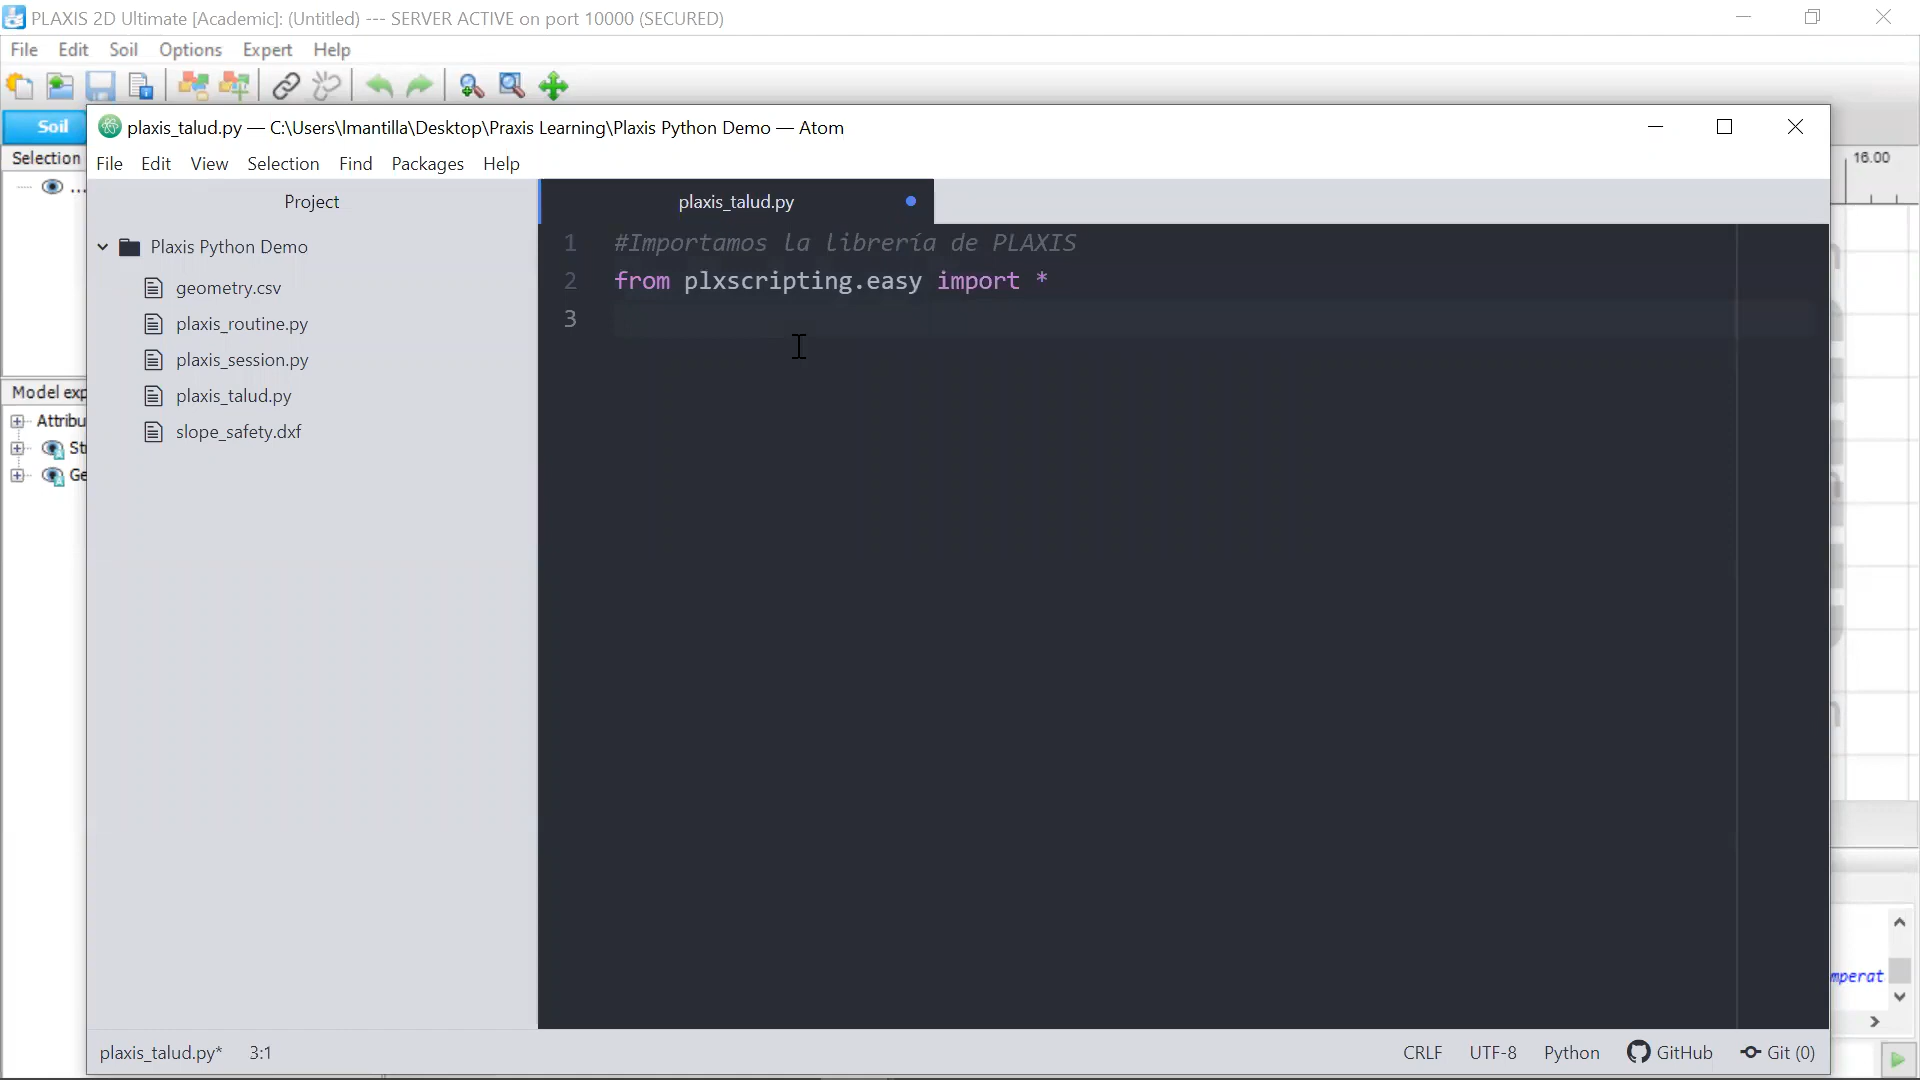 PLAXIS 2D Ultimate [Academic]: (Untitled) --- SERVER ACTIVE on port 10000 (SECURED)
File Edit Soil Options Expert Help
Soil
Selection
...
16.00
plaxis_talud.py — C:\Users\lmantilla\Desktop\Praxis Learning\Plaxis Python Demo — Atom
File Edit View Selection Find Packages Help
Project
Plaxis Python Demo
geometry.csv
plaxis_routine.py
plaxis_session.py
plaxis_talud.py
slope_safety.dxf
plaxis_talud.py
1 #Importamos la librería de PLAXIS
2 from plxscripting.easy import *
3
Model exp
Attribu
St
Ge
mperat
plaxis_talud.py* 3:1
CRLF UTF-8 Python GitHub Git (0)